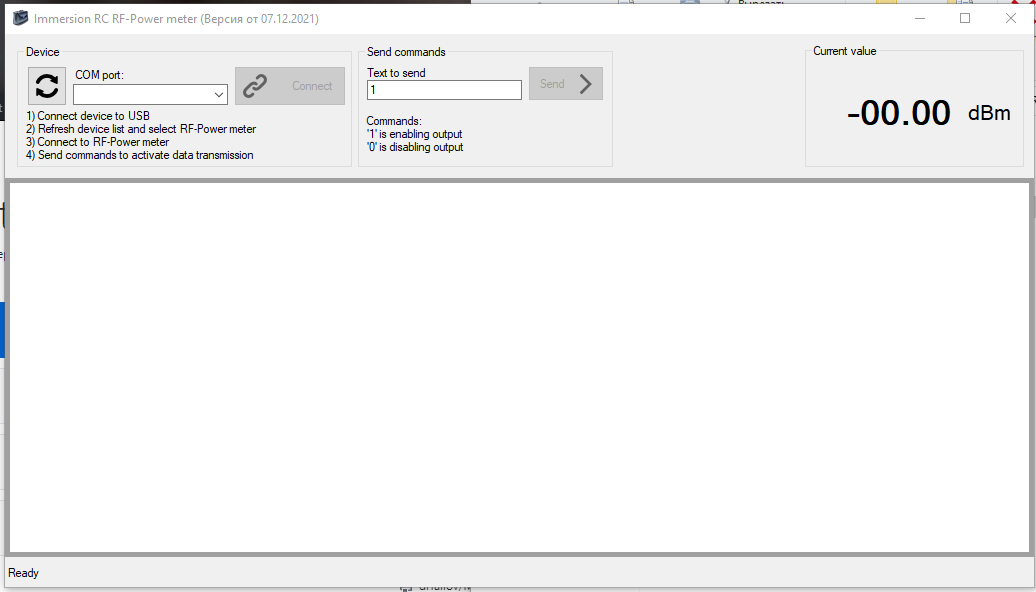 Immersion RC RF-Power meter (Версия от 07.12.2021)
Device
COM port:
Connect
1) Connect device to USB
2) Refresh device list and select RF-Power meter
3) Connect to RF-Power meter
4) Send commands to activate data transmission
Send commands
Text to send
1
Send
Commands:
'1' is enabling output
'0' is disabling output
Current value
-00.00 dBm
Ready